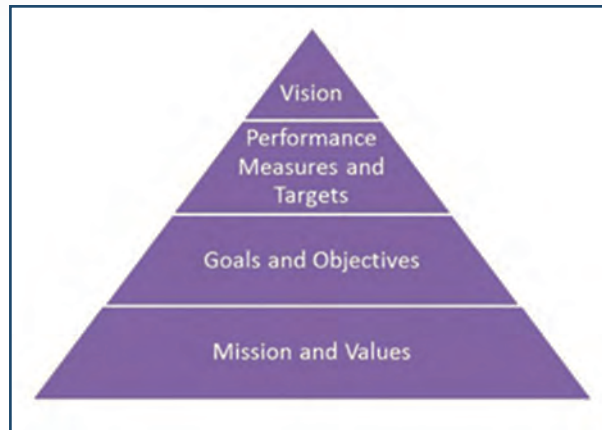 Vision
Performance
Measures and
Targets
Goals and Objectives
Mission and Values